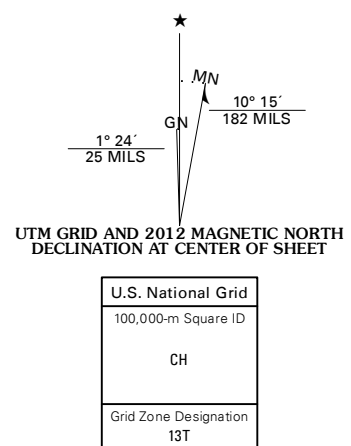 ★
MN
GN
10° 15´
182 MILS
1° 24´
25 MILS
UTM GRID AND 2012 MAGNETIC NORTH
DECLINATION AT CENTER OF SHEET
U.S. National Grid
100,000-m Square ID
CH
Grid Zone Designation
13T